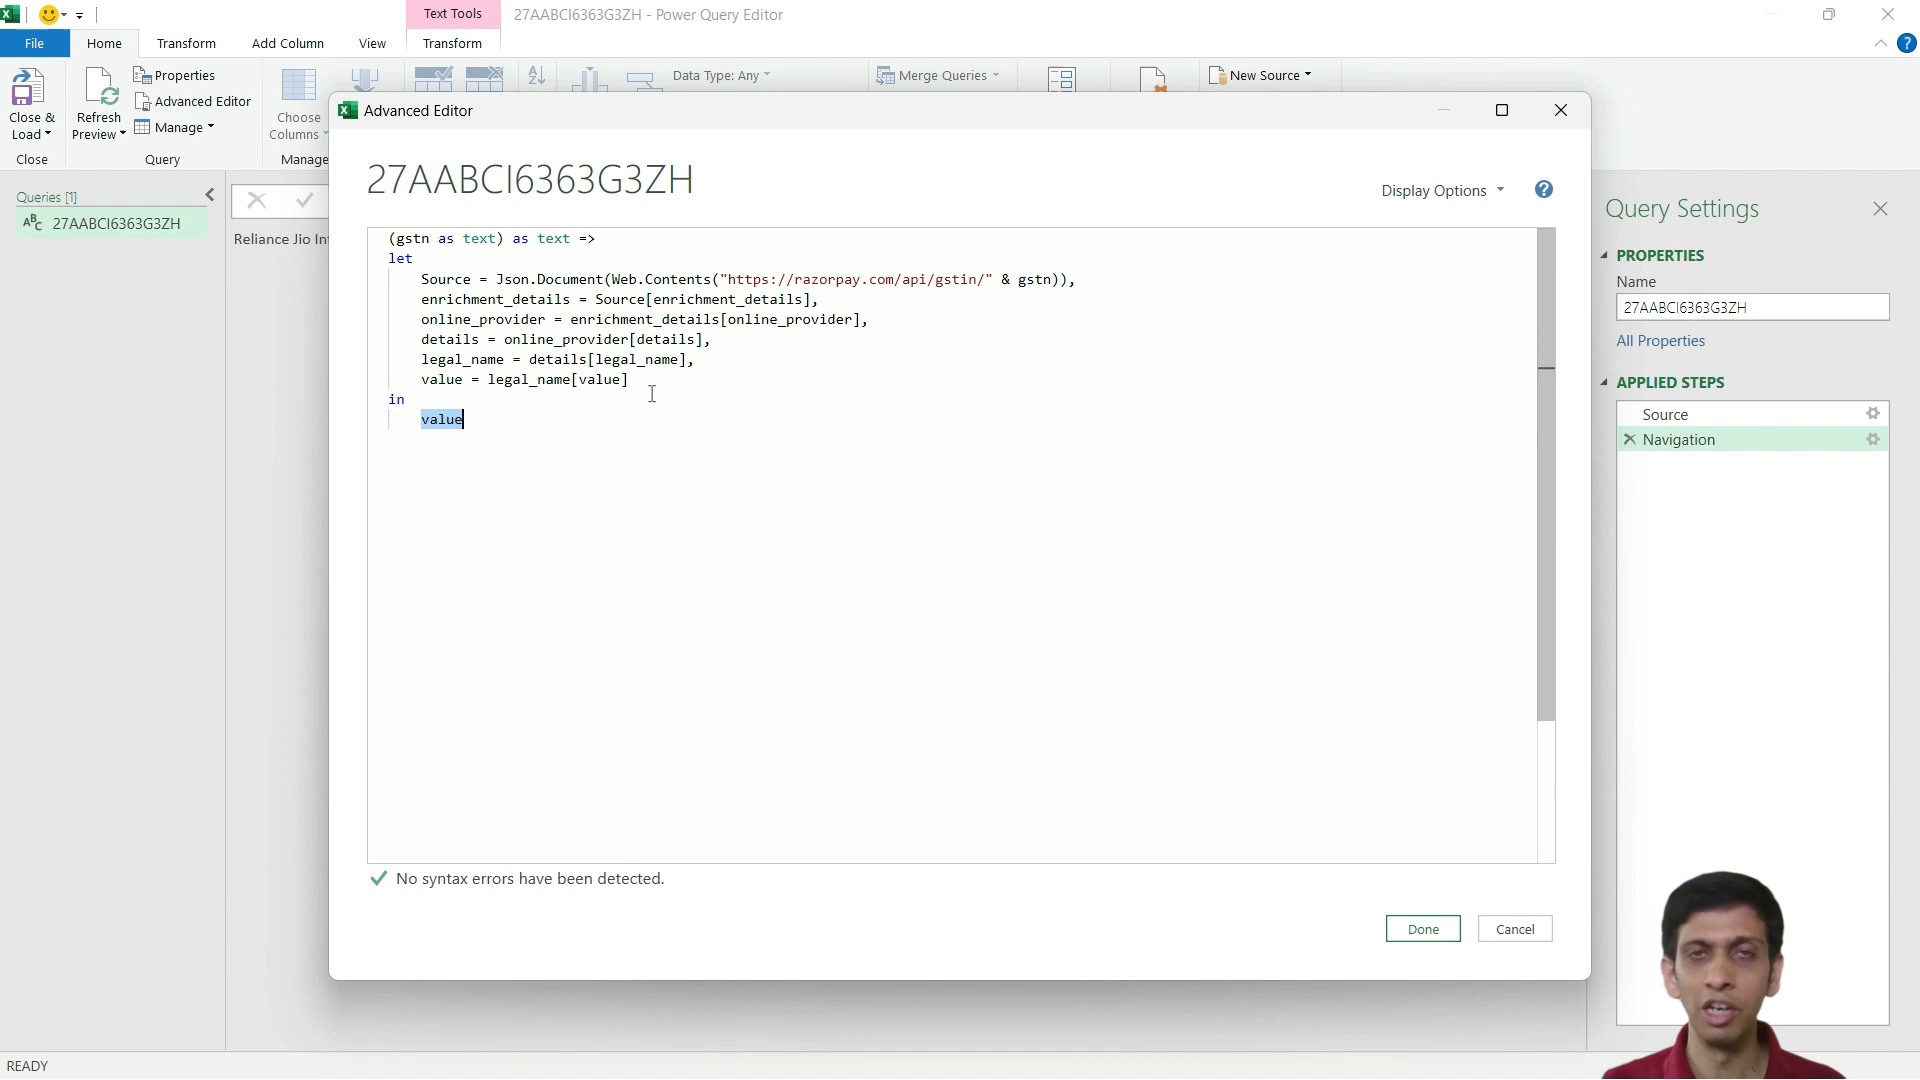 Text Tools
27AABCI6363G3ZH - Power Query Editor
File
Home
Transform
Add Column
View
Transform
Close &
Load
Close
Refresh
Preview
Properties
Advanced Editor
Manage
Query
Choose
Columns
Manage
Data Type: Any
Merge Queries
New Source
Queries [1]
27AABCI6363G3ZH
Reliance Jio In
Advanced Editor
27AABCI6363G3ZH
Display Options
(gstn as text) as text =>
let
Source = Json.Document(Web.Contents("https://razorpay.com/api/gstin/" & gstn)),
enrichment_details = Source[enrichment_details],
online_provider = enrichment_details[online_provider],
details = online_provider[details],
legal_name = details[legal_name],
value = legal_name[value]
in
value
No syntax errors have been detected.
Done
Cancel
Query Settings
PROPERTIES
Name
27AABCI6363G3ZH
All Properties
APPLIED STEPS
Source
Navigation
READY